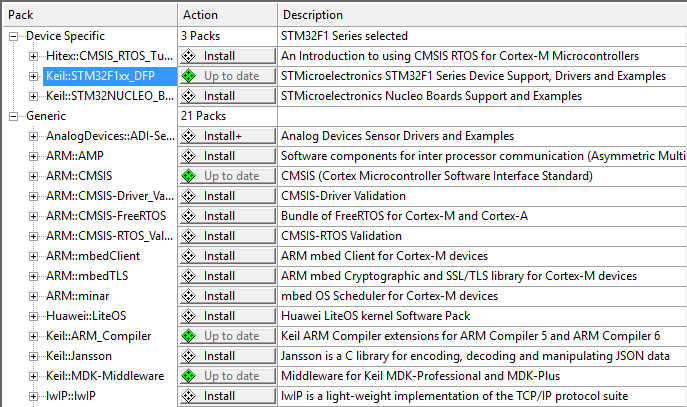 Pack Action Description
Device Specific 3 Packs STM32F1 Series selected
Hitex::CMSIS_RTOS_Tu... Install An Introduction to using CMSIS RTOS for Cortex-M Microcontrollers
Keil::STM32F1xx_DFP Up to date STMicroelectronics STM32F1 Series Device Support, Drivers and Examples
Keil::STM32NUCLEO_B... Install STMicroelectronics Nucleo Boards Support and Examples
Generic 21 Packs
AnalogDevices::ADI-Se... Install+ Analog Devices Sensor Drivers and Examples
ARM::AMP Install Software components for inter processor communication (Asymmetric Multi
ARM::CMSIS Up to date CMSIS (Cortex Microcontroller Software Interface Standard)
ARM::CMSIS-Driver_Va... Install CMSIS-Driver Validation
ARM::CMSIS-FreeRTOS Install Bundle of FreeRTOS for Cortex-M and Cortex-A
ARM::CMSIS-RTOS_Val... Install CMSIS-RTOS Validation
ARM::mbedClient Install ARM mbed Client for Cortex-M devices
ARM::mbedTLS Install ARM mbed Cryptographic and SSL/TLS library for Cortex-M devices
ARM::minar Install mbed OS Scheduler for Cortex-M devices
Huawei::LiteOS Install Huawei LiteOS kernel Software Pack
Keil::ARM_Compiler Up to date Keil ARM Compiler extensions for ARM Compiler 5 and ARM Compiler 6
Keil::Jansson Install Jansson is a C library for encoding, decoding and manipulating JSON data
Keil::MDK-Middleware Up to date Middleware for Keil MDK-Professional and MDK-Plus
lwIP::lwIP Install lwIP is a light-weight implementation of the TCP/IP protocol suite